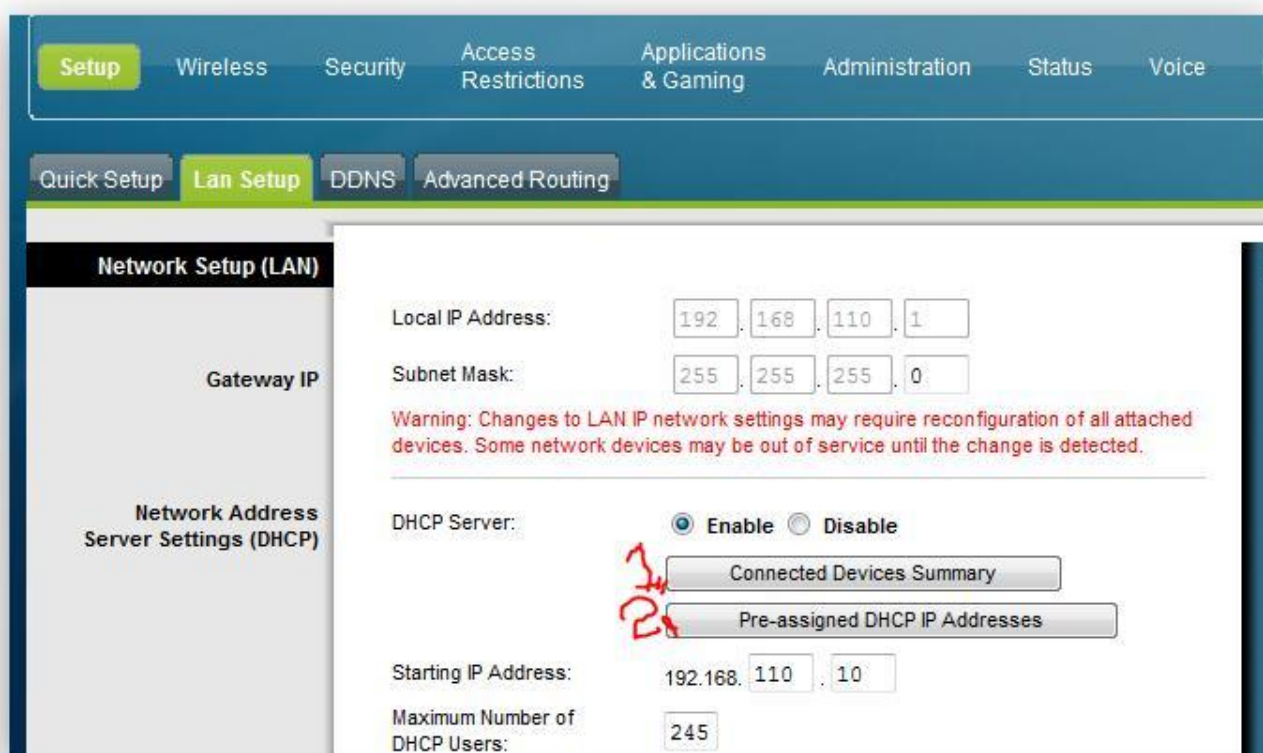 Setup Wireless Security Access Restrictions Applications & Gaming Administration Status Voice
Quick Setup Lan Setup DDNS Advanced Routing
Network Setup (LAN)
Local IP Address: 192 . 168 . 110 . 1
Gateway IP
Subnet Mask: 255 . 255 . 255 . 0
Warning: Changes to LAN IP network settings may require reconfiguration of all attached
devices. Some network devices may be out of service until the change is detected.
Network Address
Server Settings (DHCP)
DHCP Server: Enable Disable
1. Connected Devices Summary
2. Pre-assigned DHCP IP Addresses
Starting IP Address: 192.168. 110 . 10
Maximum Number of
DHCP Users: 245